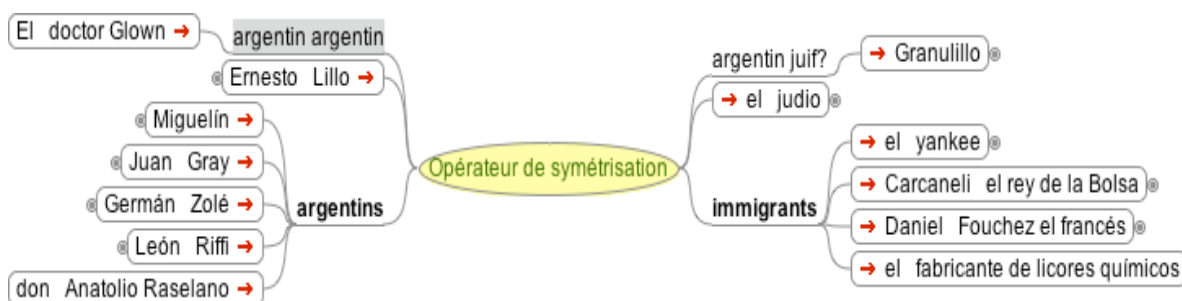 El doctor Glown
argentin argentin
Ernesto Lillo
Miguelín
Juan Gray
Germán Zolé
León Riffi
don Anatolio Raselano
argentins
Opérateur de symétrisation
argentin juif?
Granulillo
el judio
immigrants
el yankee
Carcaneli el rey de la Bolsa
Daniel Fouchez el francés
el fabricante de licores químicos